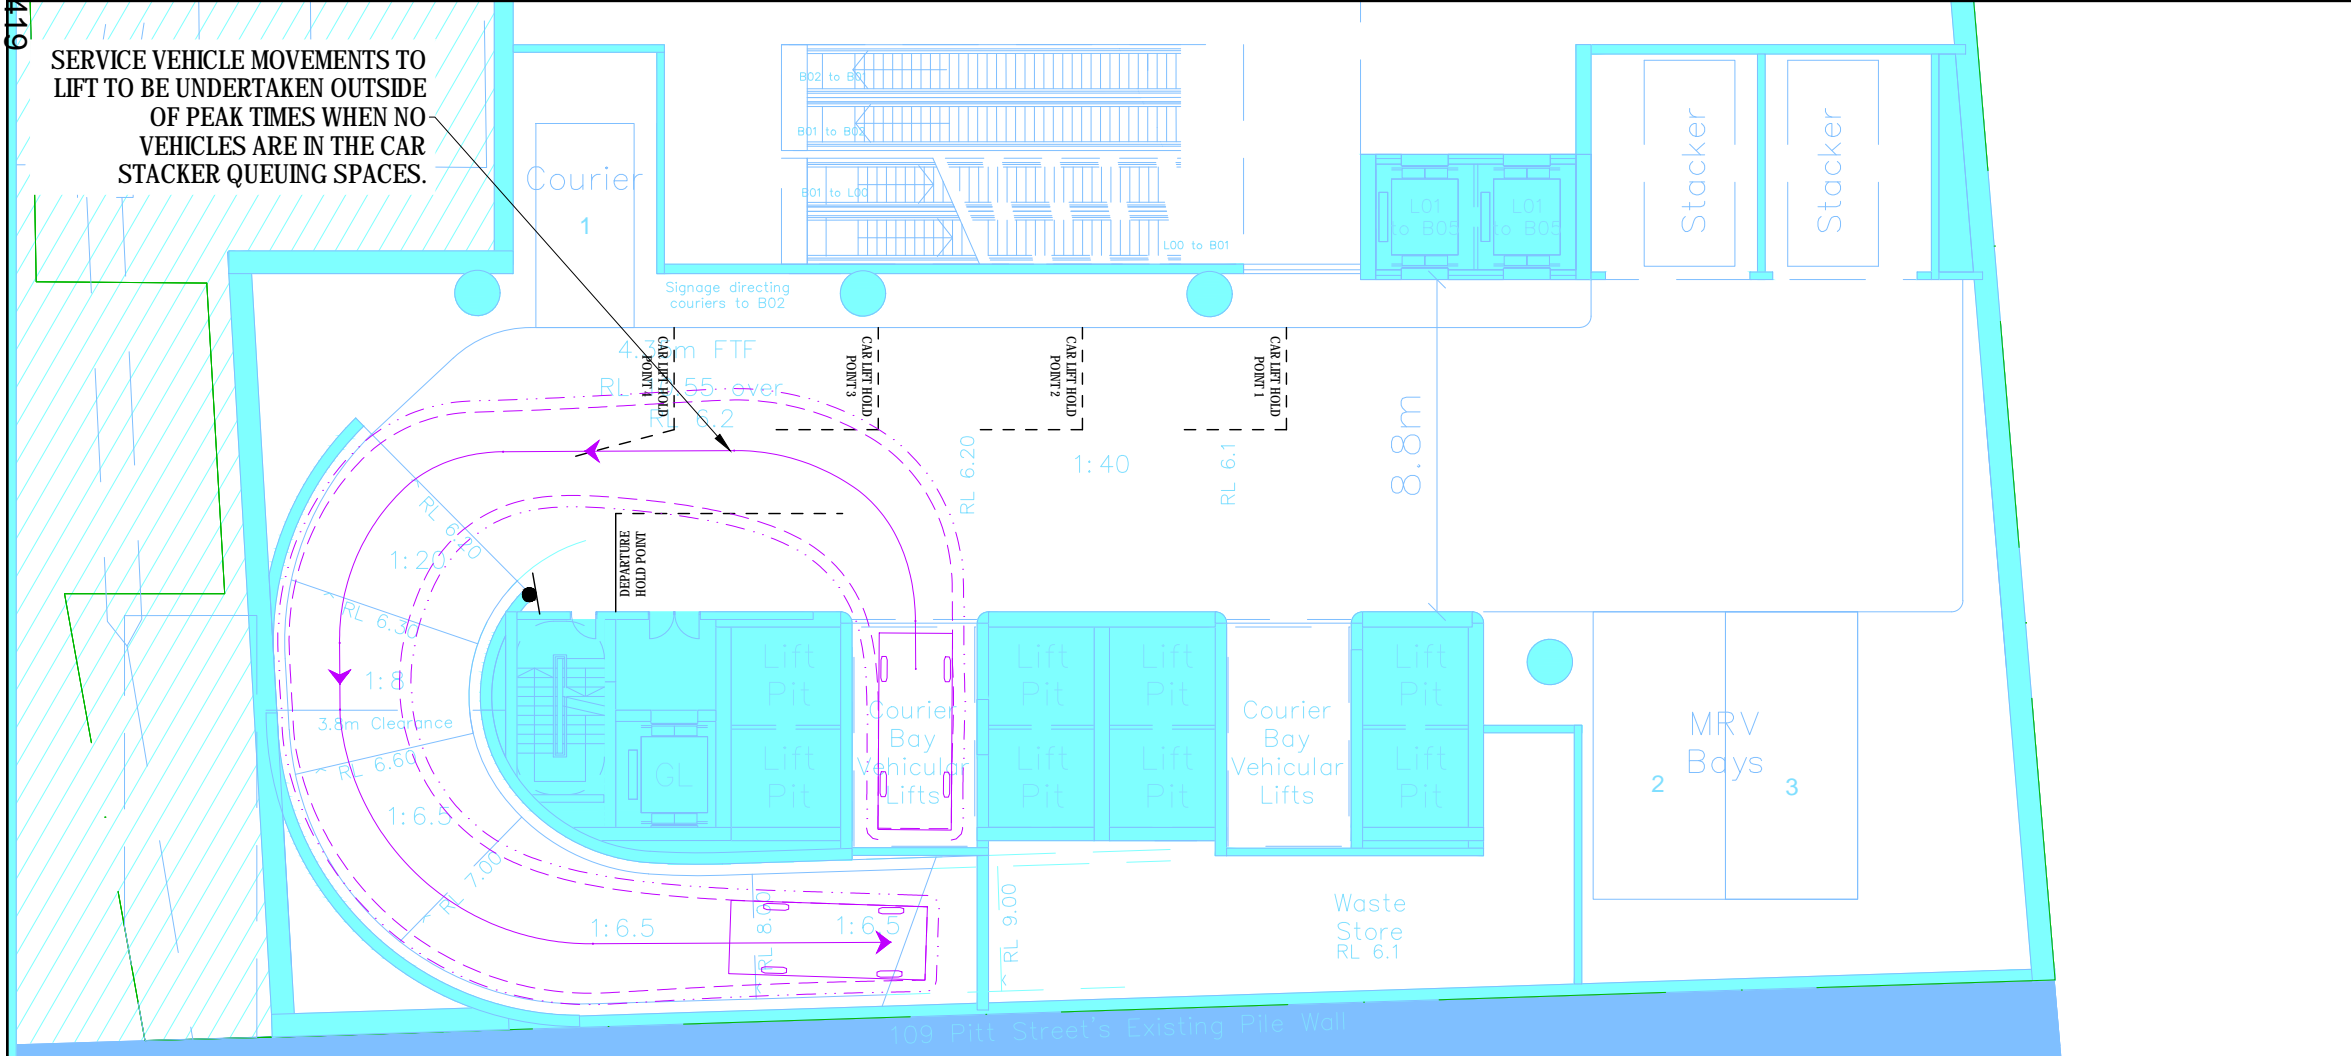 419
SERVICE VEHICLE MOVEMENTS TO
LIFT TO BE UNDERTAKEN OUTSIDE
OF PEAK TIMES WHEN NO
VEHICLES ARE IN THE CAR
STACKER QUEUING SPACES.
Courier
1
B02 to B01
B01 to B02
B01 to L00
L00 to B01
L01
to B05
L01
to B05
Stacker
Stacker
Signage directing
couriers to B02
FTF
55 over
RL 6.2
CAR LIFT HOLD
POINT 4
CAR LIFT HOLD
POINT 3
CAR LIFT HOLD
POINT 2
CAR LIFT HOLD
POINT 1
RL 6.20
1:40
RL 6.1
8.8m
RL 6.20
1:20
RL 6.30
1:8
3.8m Clearance
RL 6.60
1:6.5
RL 7.00
1:6.5
RL 8.00
1:6.5
RL 9.00
DEPARTURE
HOLD POINT
GL
Lift
Pit
Lift
Pit
Courier
Bay
Vehicular
Lifts
Lift
Pit
Lift
Pit
Lift
Pit
Lift
Pit
Courier
Bay
Vehicular
Lifts
Lift
Pit
Lift
Pit
MRV
Bays
2
3
Waste
Store
RL 6.1
109 Pitt Street's Existing Pile Wall